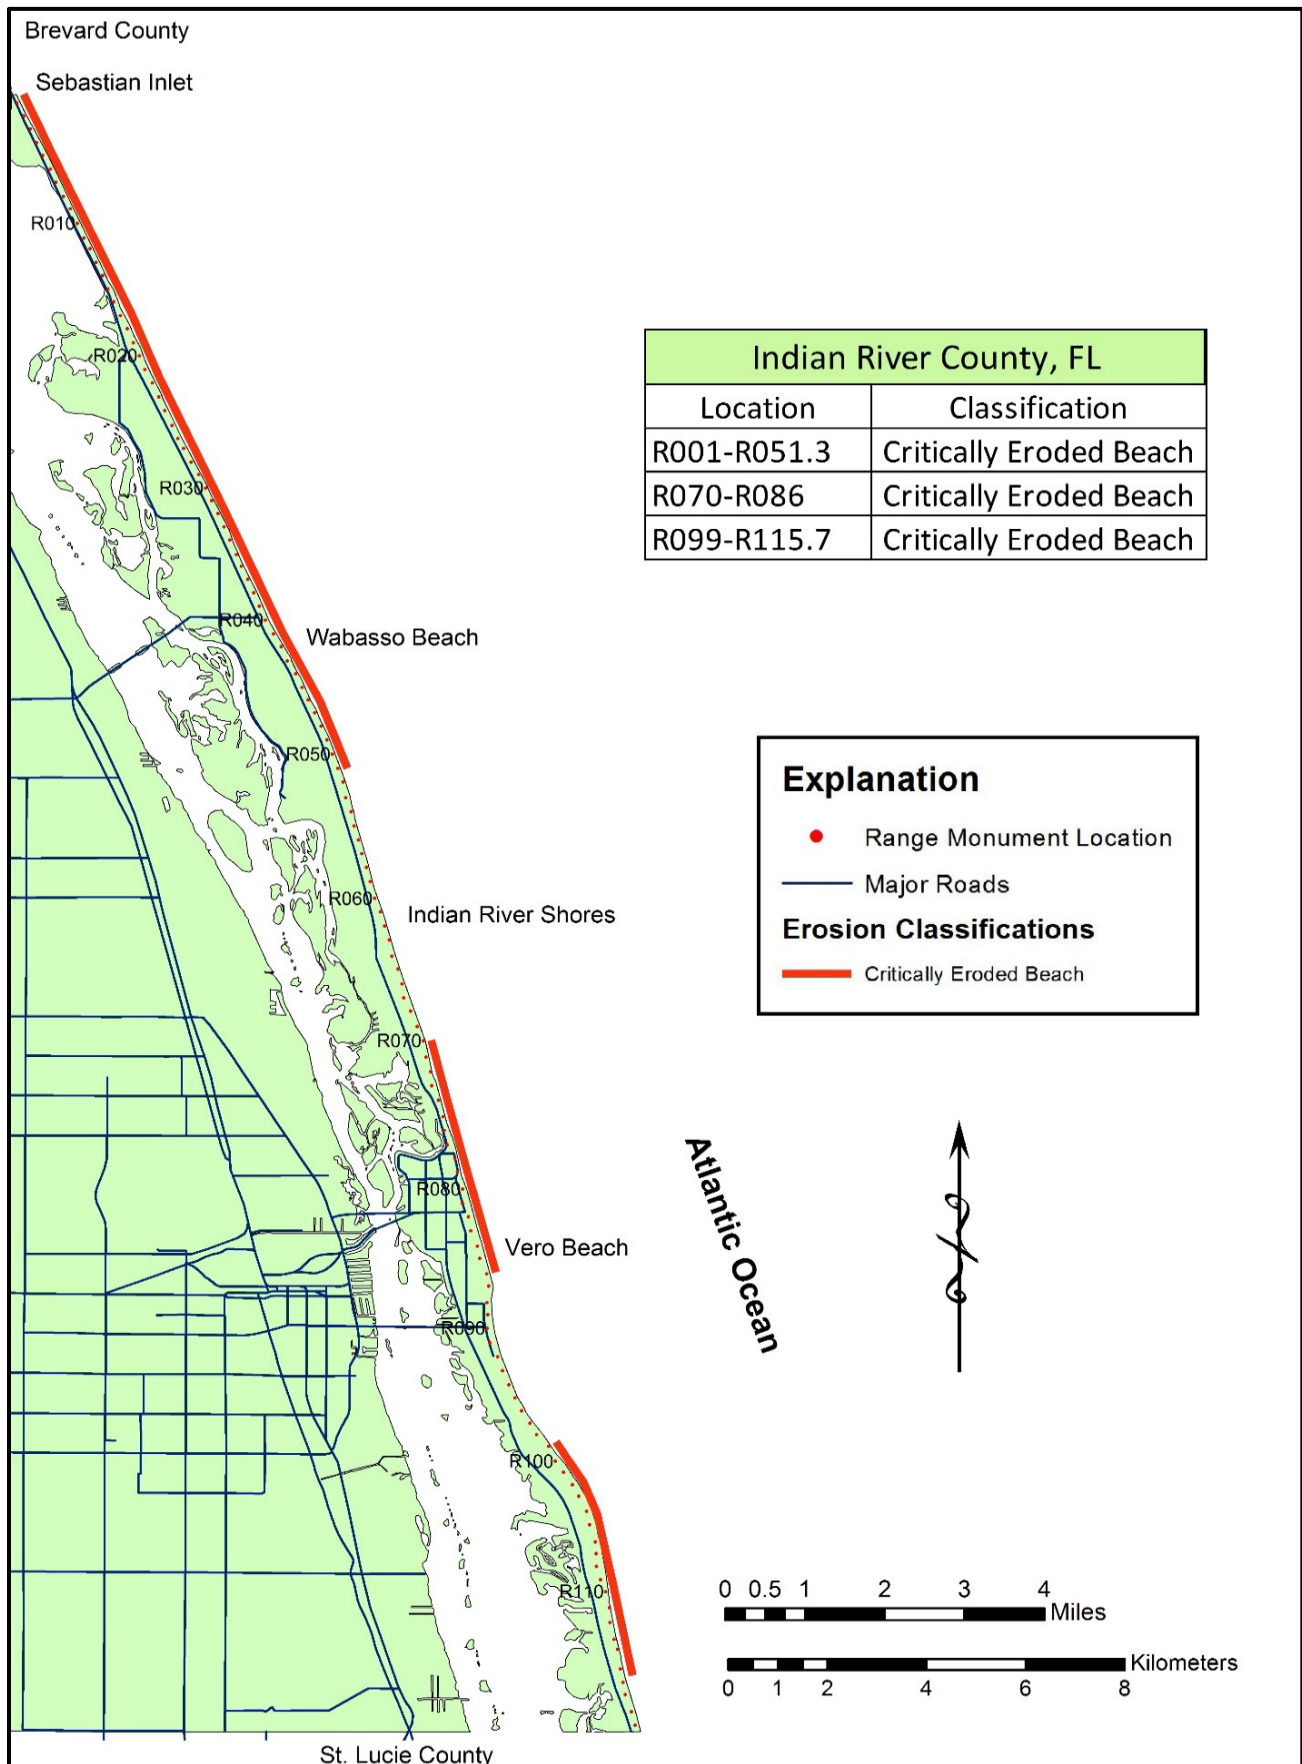 Brevard County
Sebastian Inlet
R010
R020
R030
R040
Wabasso Beach
R050
R060
Indian River Shores
R070
R080
Vero Beach
R090
R100
R110
St. Lucie County
Atlantic Ocean
Indian River County, FL
Location Classification
R001-R051.3 Critically Eroded Beach
R070-R086 Critically Eroded Beach
R099-R115.7 Critically Eroded Beach
Explanation
Range Monument Location
Major Roads
Erosion Classifications
Critically Eroded Beach
N
0 0.5 1 2 3 4
Miles
Kilometers
0 1 2 4 6 8